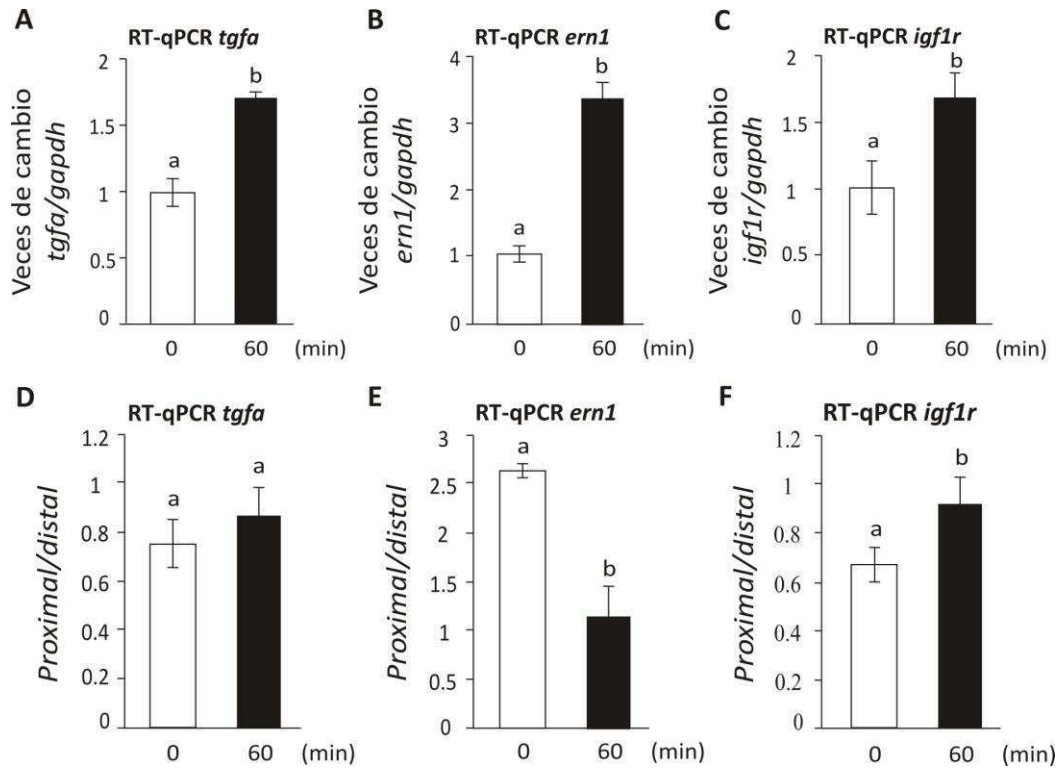 A
RT-qPCR tgfa
Veces de cambio
tgfa/gapdh
2
1.5
1
0.5
0
a
b
0 60 (min)
B
RT-qPCR ern1
Veces de cambio
ern1/gapdh
4
3
2
1
0
a
b
0 60 (min)
C
RT-qPCR igf1r
Veces de cambio
igf1r/gapdh
2
1.5
1
0.5
0
a
b
0 60 (min)
D
RT-qPCR tgfa
Proximal/distal
1.2
1
0.8
0.6
0.4
0.2
0
a
a
0 60 (min)
E
RT-qPCR ern1
Proximal/distal
3
2.5
2
1.5
1
0.5
0
a
b
0 60 (min)
F
RT-qPCR igf1r
Proximal/distal
1.2
1
0.8
0.6
0.4
0.2
0
a
b
0 60 (min)